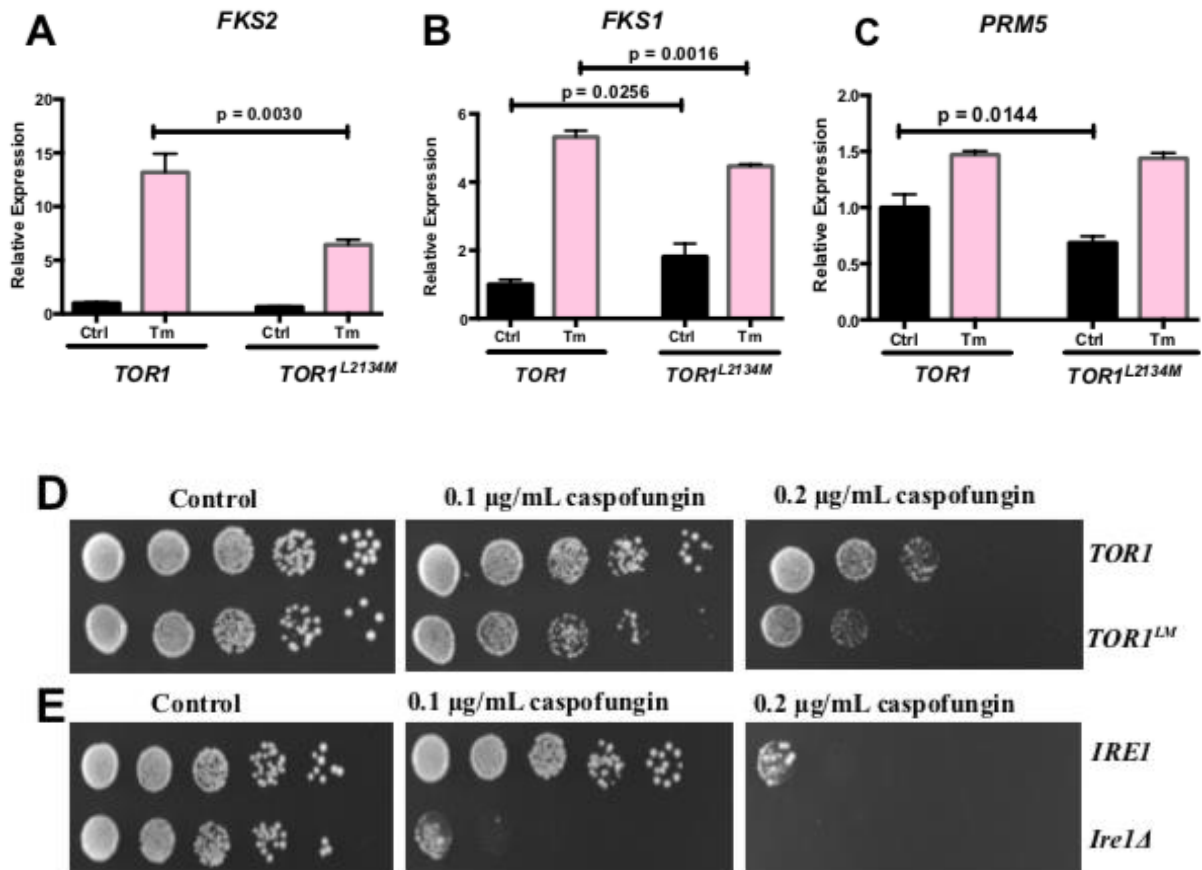 A
FKS2
p = 0.0030
Relative Expression
20
15
10
5
0
Ctrl
Tm
Ctrl
Tm
TOR1
TOR1L2134M
B
FKS1
p = 0.0016
p = 0.0256
Relative Expression
6
4
2
0
Ctrl
Tm
Ctrl
Tm
TOR1
TOR1L2134M
C
PRM5
p = 0.0144
Relative Expression
2.0
1.5
1.0
0.5
0.0
Ctrl
Tm
Ctrl
Tm
TOR1
TOR1L2134M
D
Control
0.1 µg/mL caspofungin
0.2 µg/mL caspofungin
TOR1
TOR1LM
E
Control
0.1 µg/mL caspofungin
0.2 µg/mL caspofungin
IRE1
Ire1Δ